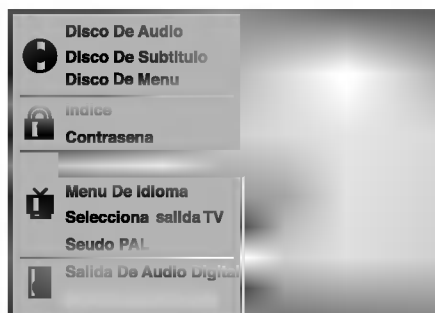 Disco De Audio
Disco De Subtitulo
Disco De Menu
Indice
Contrasena
Menu De Idioma
Selecciona salida TV
Seudo PAL
Salida De Audio Digital